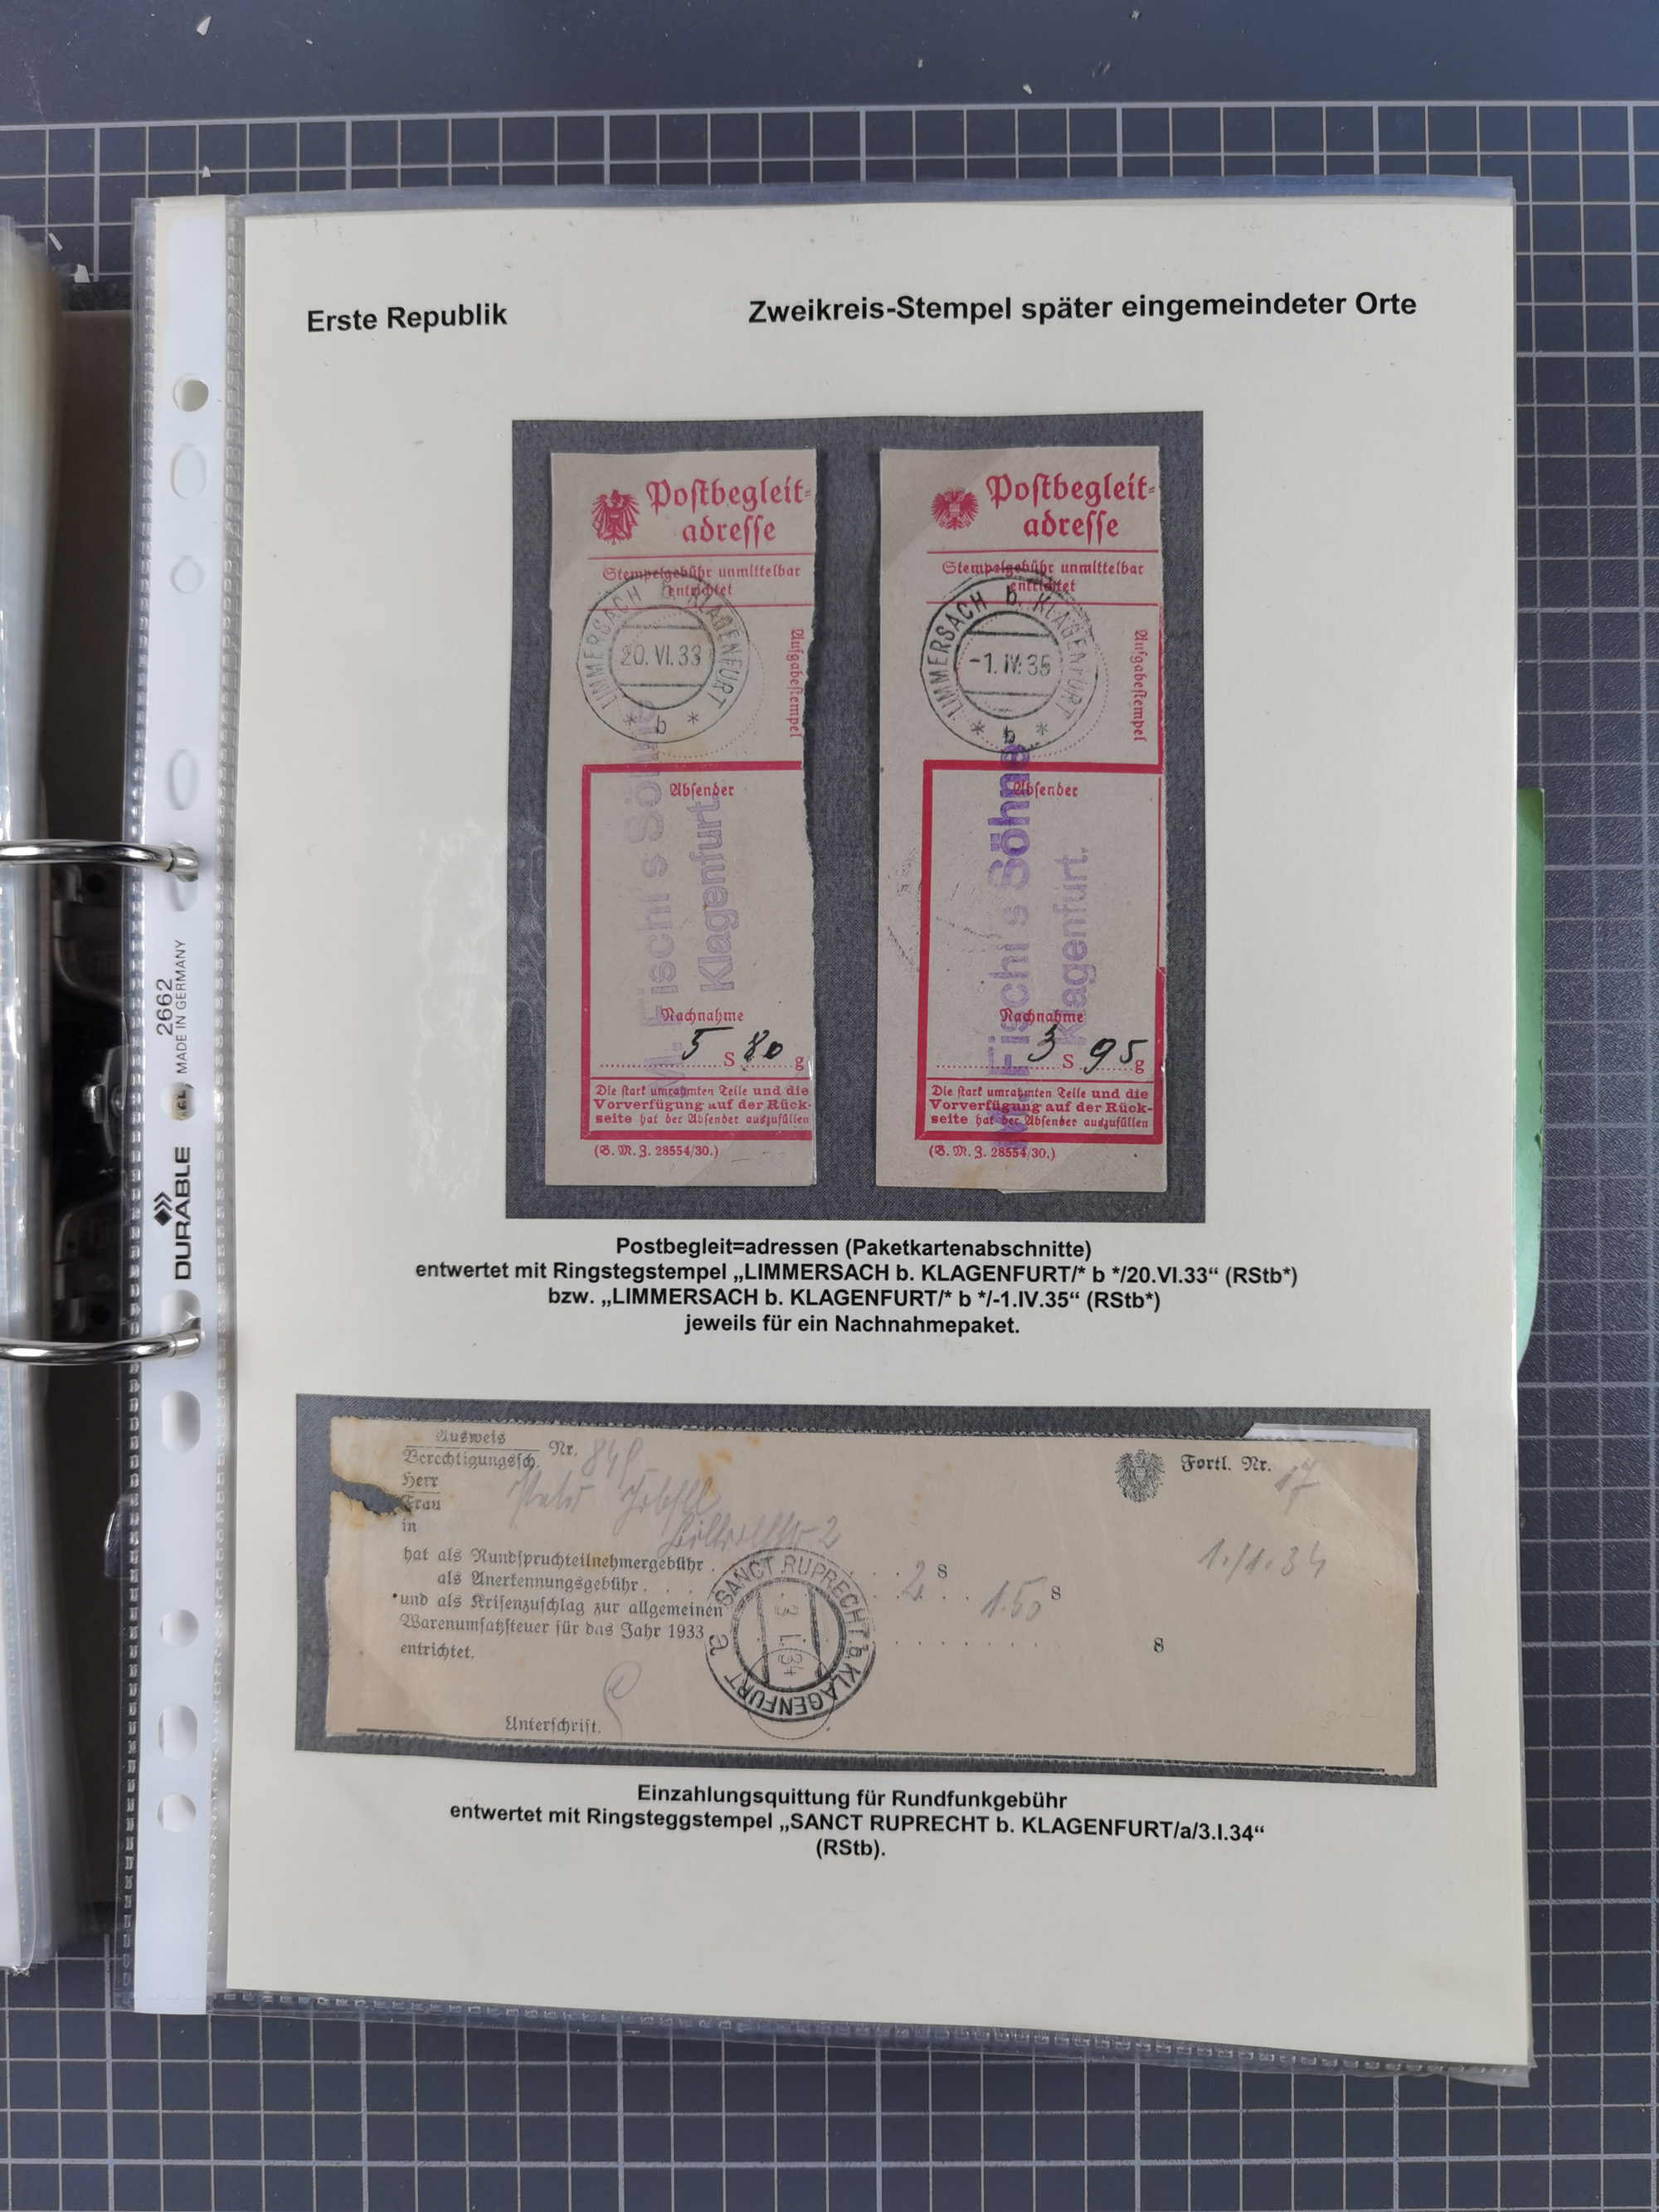 Erste Republik
Zweikreis-Stempel später eingemeindeter Orte
Postbegleit=
adresse
Stempelgebühr unmittelbar
entrichtet
LIMMERSACH b. KLAGENFURT
20. VI. 33
* b *
Aufgabestempel
Absender
M. Fischl's Söhne
Klagenfurt.
Nachnahme
5 S 80 g
Die stark umrahmten Teile und die
Vorverfügung auf der Rück-
seite hat der Absender auszufüllen
(B. M. F. 28554/30.)
Postbegleit=
adresse
Stempelgebühr unmittelbar
entrichtet
LIMMERSACH b. KLAGENFURT
-1. IV. 35
* b *
Aufgabestempel
Absender
M. Fischl's Söhne
Klagenfurt.
Nachnahme
3 S 95 g
Die stark umrahmten Teile und die
Vorverfügung auf der Rück-
seite hat der Absender auszufüllen
(B. M. F. 28554/30.)
Postbegleit=adressen (Paketkartenabschnitte)
entwertet mit Ringstegstempel „LIMMERSACH b. KLAGENFURT/* b */20.VI.33“ (RStb*)
bzw. „LIMMERSACH b. KLAGENFURT/* b */-1.IV.35“ (RStb*)
jeweils für ein Nachnahmepaket.
Ausweis
Berechtigungssch. Nr. 849
Herr
Frau
in
Fortl. Nr. 17
1./1.34
hat als Rundspruchteilnehmergebühr . . . . 2 S
als Anerkennungsgebühr . . . . 1.50 S
*und als Krisenzuschlag zur allgemeinen
Warenumsatzsteuer für das Jahr 1933 . . . . S
entrichtet.
SANCT RUPRECHT b. KLAGENFURT
a
3. I. 34
Unterschrift.
Einzahlungsquittung für Rundfunkgebühr
entwertet mit Ringsteggstempel „SANCT RUPRECHT b. KLAGENFURT/a/3.I.34“
(RStb).
DURABLE
2662
MADE IN GERMANY